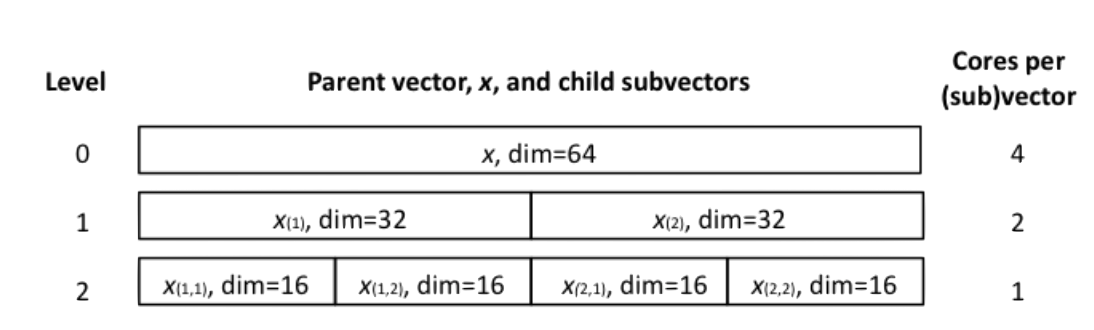 Level Parent vector, x, and child subvectors Cores per (sub)vector
0 x, dim=64 4
1 x(1), dim=32 x(2), dim=32 2
2 x(1,1), dim=16 x(1,2), dim=16 x(2,1), dim=16 x(2,2), dim=16 1